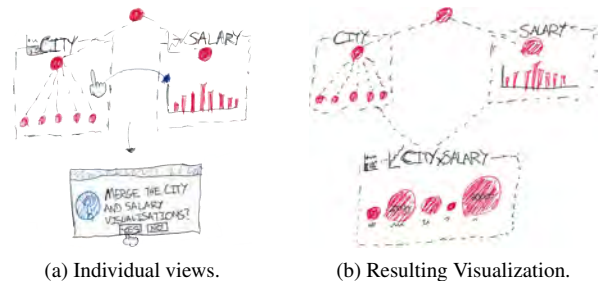 CITY
SALARY
MERGE THE CITY
AND SALARY
VISUALISATIONS?
YES NO
(a) Individual views.
CITY
SALARY
CITY x SALARY
(b) Resulting Visualization.